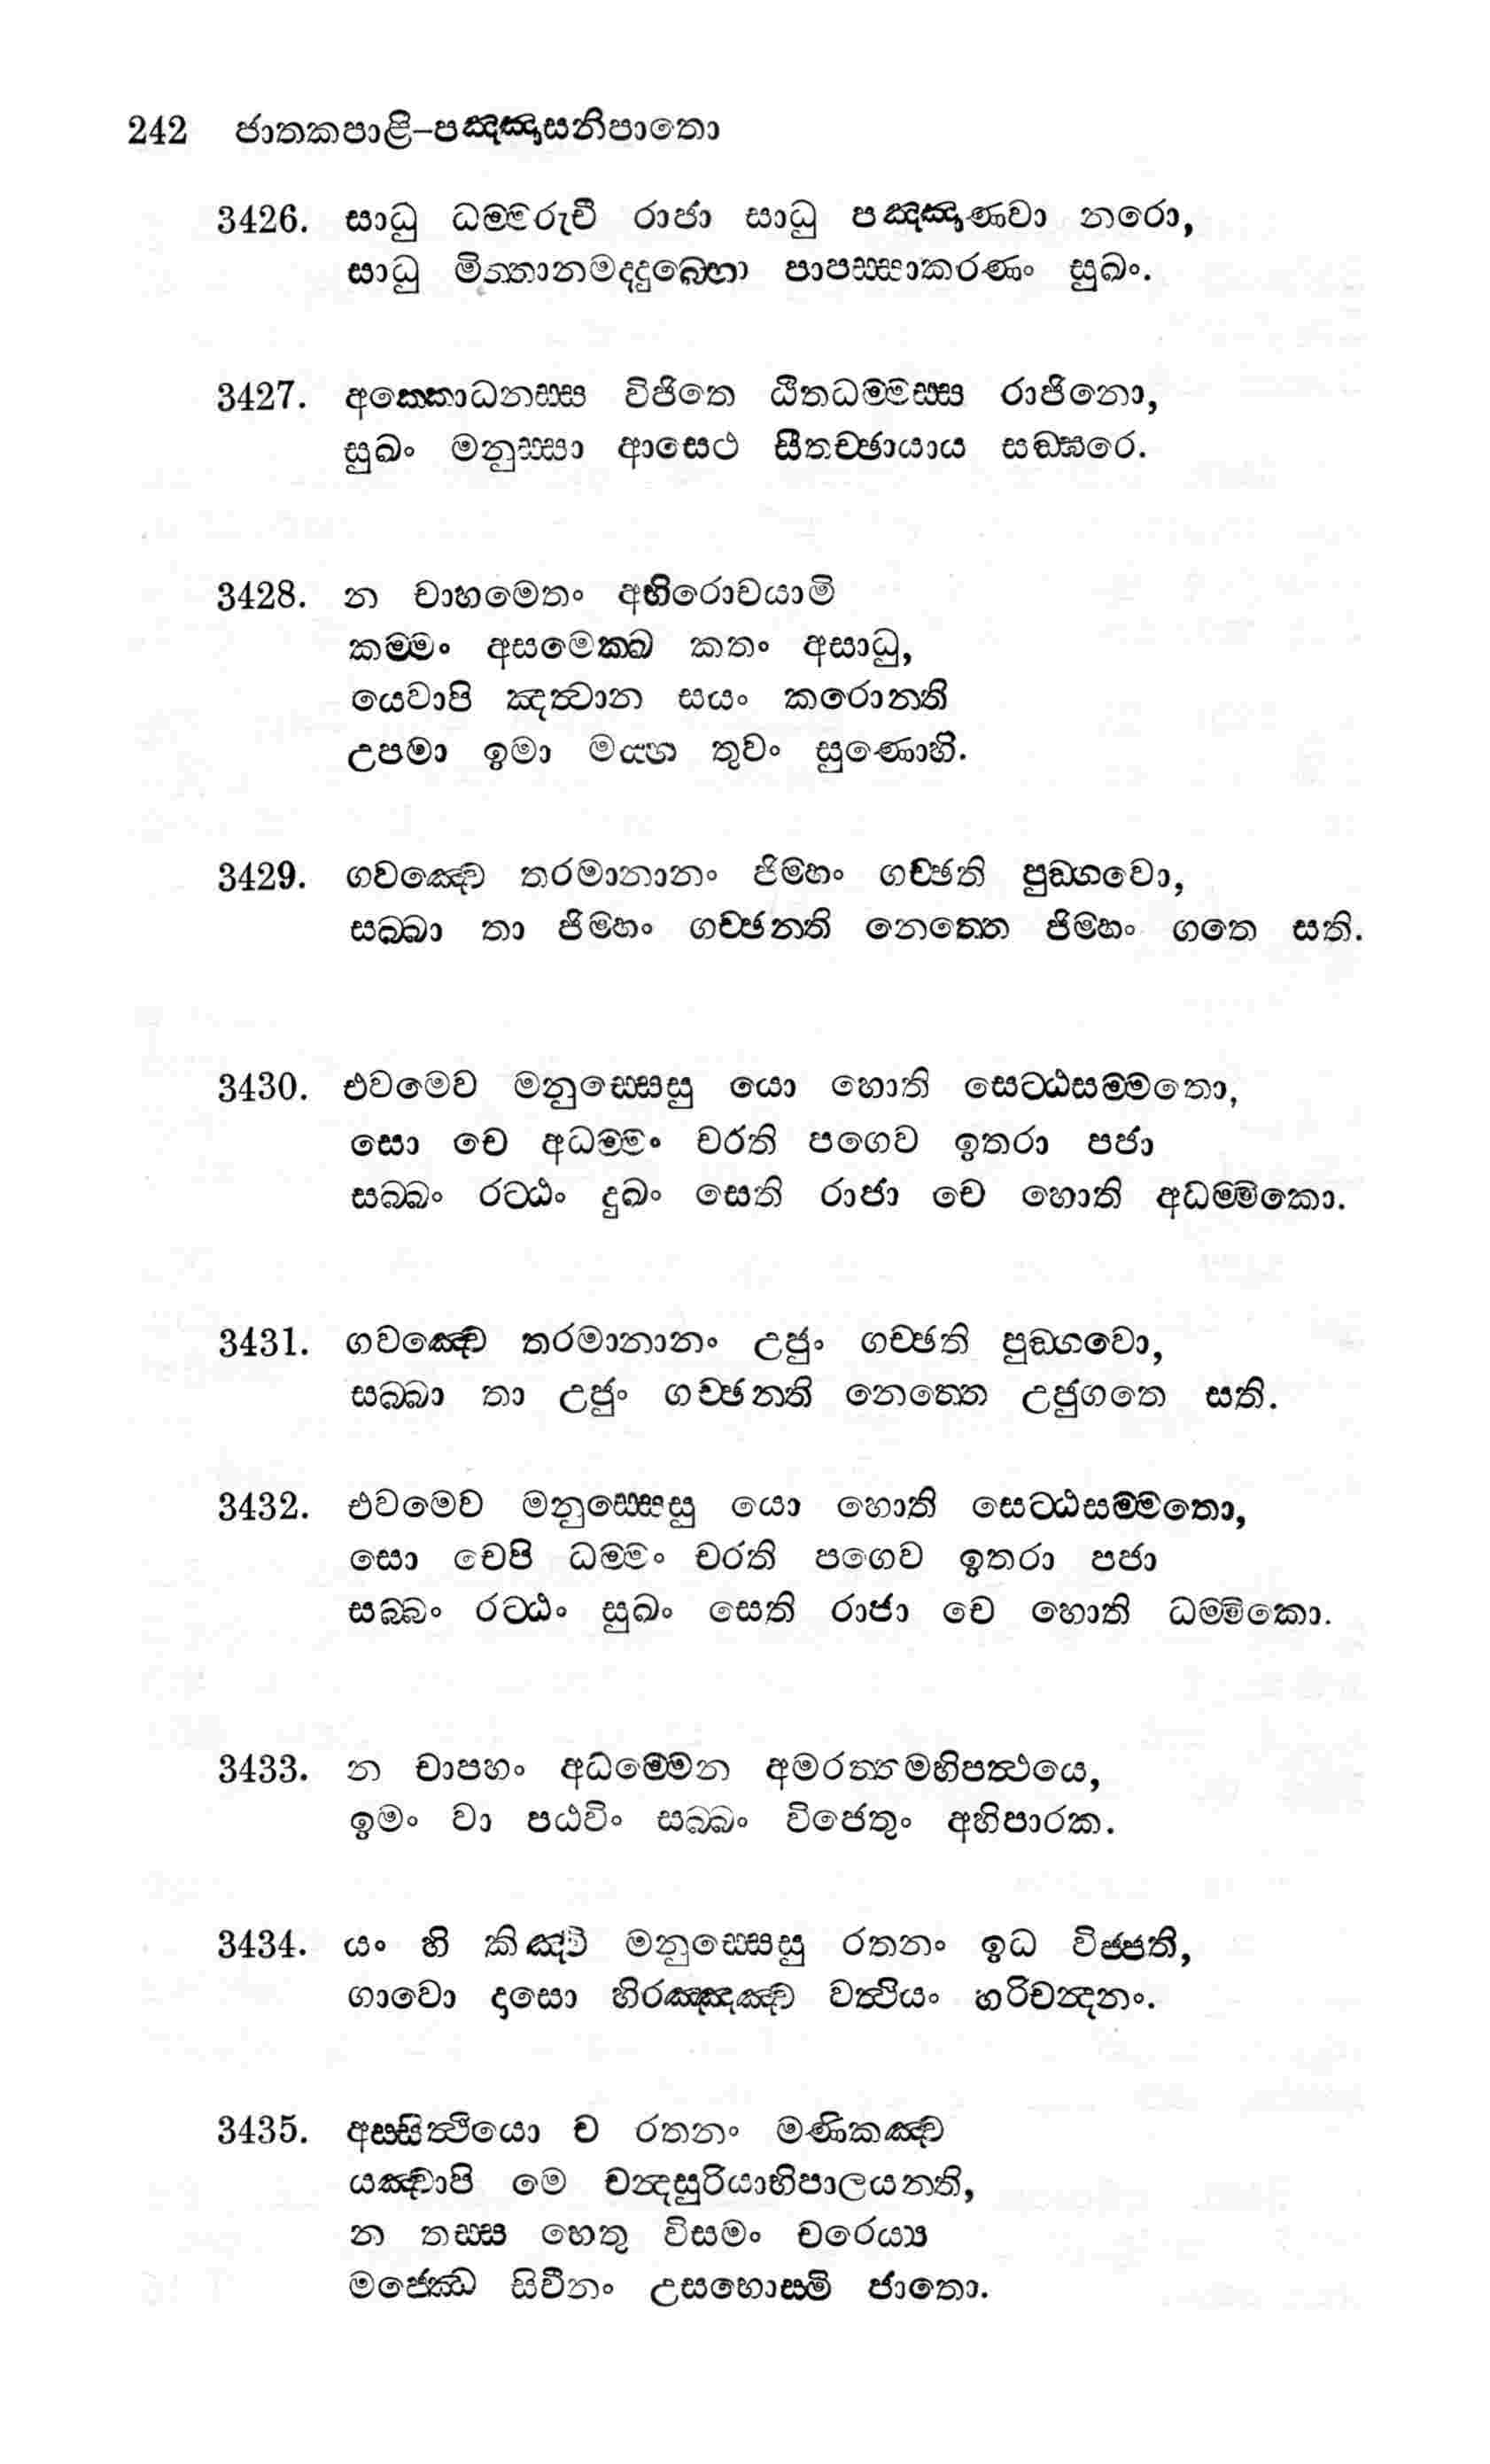 242 ජාතකපාළි–පඤ්ඤාසනිපාතො
3426. සාධු ධම්මරුචී රාජා සාධු පඤ්ඤාණවා නරො,
සාධු මිත්තානමද්දුබ්භො පාපස්සාකරණං සුඛං.
3427. අක්කොධනස්ස විජිතෙ ඨිතධම්මස්ස රාජිනො,
සුඛං මනුස්සා ආසෙථ සීතච්ඡායාය සඞ්ඝරෙ.
3428. න චාහමෙතං අභිරොචයාමි
කම්මං අසමෙක්ඛ කතං අසාධු,
යෙවාපි ඤත්වාන සයං කරොන්ති
උපමා ඉමා මය්හ තුවං සුණොහි.
3429. ගවඤ්චෙ තරමානානං ජිම්හං ගච්ඡති පුඞ්ගවො,
සබ්බා තා ජිම්හං ගච්ඡන්ති නෙත්තෙ ජිම්හං ගතෙ සති.
3430. එවමෙව මනුස්සෙසු යො හොති සෙට්ඨසම්මතො,
සො චෙ අධම්මං චරති පගෙව ඉතරා පජා
සබ්බං රට්ඨං දුඛං සෙති රාජා චෙ හොති අධම්මිකො.
3431. ගවඤ්චෙ තරමානානං උජුං ගච්ඡති පුඞ්ගවො,
සබ්බා තා උජුං ගච්ඡන්ති නෙත්තෙ උජුගතෙ සති.
3432. එවමෙව මනුස්සෙසු යො හොති සෙට්ඨසම්මතො,
සො චෙපි ධම්මං චරති පගෙව ඉතරා පජා
සබ්බං රට්ඨං සුඛං සෙති රාජා චෙ හොති ධම්මිකො.
3433. න චාපහං අධම්මෙන අමරත්තමභිපත්ථයෙ,
ඉමං වා පඨවිං සබ්බං විජෙතුං අභිපාරක.
3434. යං හි කිඤ්චි මනුස්සෙසු රතනං ඉධ විජ්ජති,
ගාවො දාසො හිරඤ්ඤඤ්ච වත්ථියං හරිචන්දනං.
3435. අස්සිත්ථියො ච රතනං මණිකඤ්ච
යඤ්චාපි මෙ චන්දසුරියාභිපාලයන්ති,
න තස්ස හෙතු විසමං චරෙය්‍ය
මජ්ඣෙ සිවීනං උසභොස්මි ජාතො.